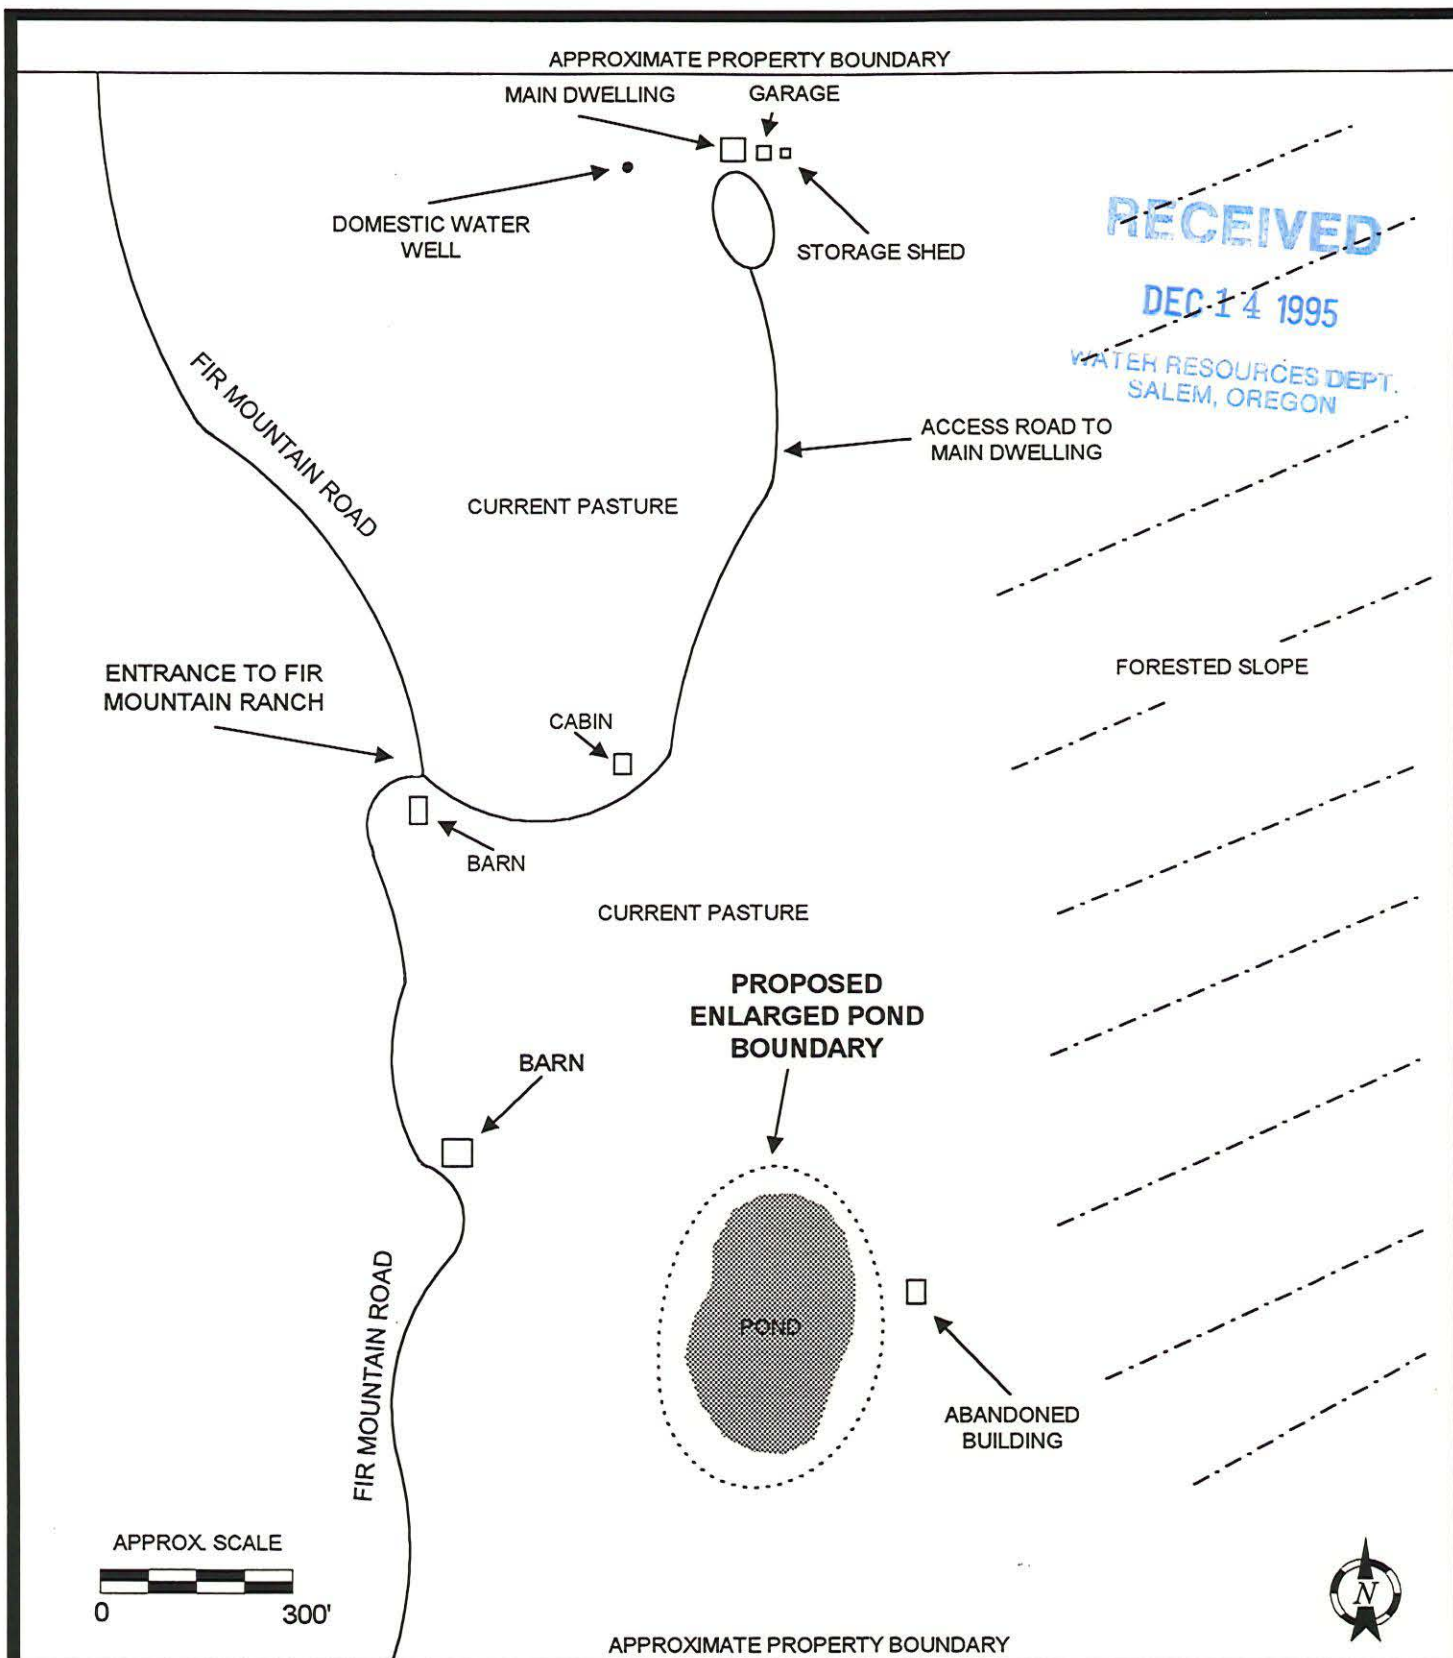 APPROXIMATE PROPERTY BOUNDARY
MAIN DWELLING
GARAGE
DOMESTIC WATER
WELL
STORAGE SHED
RECEIVED
DEC 14 1995
WATER RESOURCES DEPT.
SALEM, OREGON
FIR MOUNTAIN ROAD
ACCESS ROAD TO
MAIN DWELLING
CURRENT PASTURE
ENTRANCE TO FIR
MOUNTAIN RANCH
FORESTED SLOPE
CABIN
BARN
CURRENT PASTURE
PROPOSED
ENLARGED POND
BOUNDARY
BARN
POND
FIR MOUNTAIN ROAD
ABANDONED
BUILDING
APPROX. SCALE
0 300'
N
APPROXIMATE PROPERTY BOUNDARY